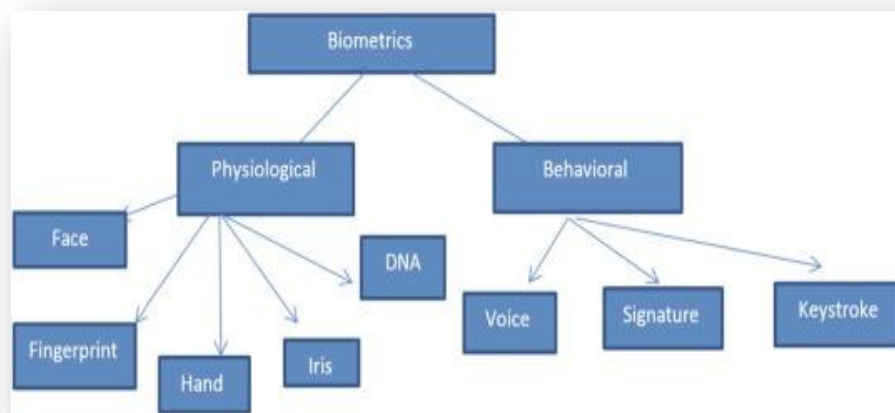 Biometrics
Physiological
Behavioral
Face
DNA
Fingerprint
Hand
Iris
Voice
Signature
Keystroke